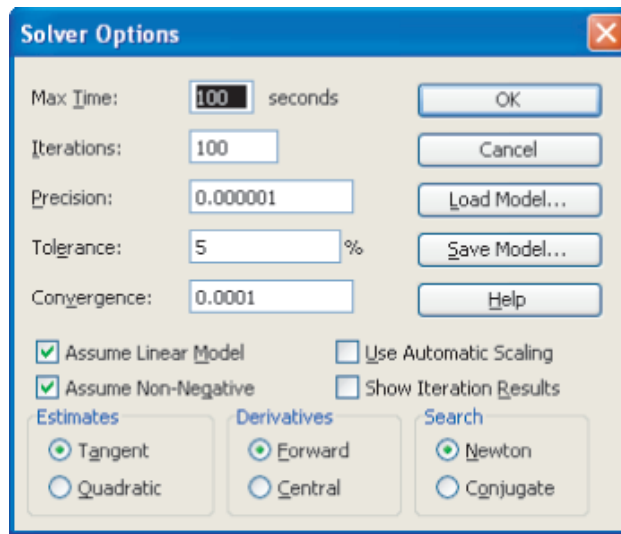 Solver Options
Max Time: 100 seconds OK
Iterations: 100 Cancel
Precision: 0.000001 Load Model...
Tolerance: 5 % Save Model...
Convergence: 0.0001 Help
Assume Linear Model Use Automatic Scaling
Assume Non-Negative Show Iteration Results
Estimates Derivatives Search
Tangent Forward Newton
Quadratic Central Conjugate